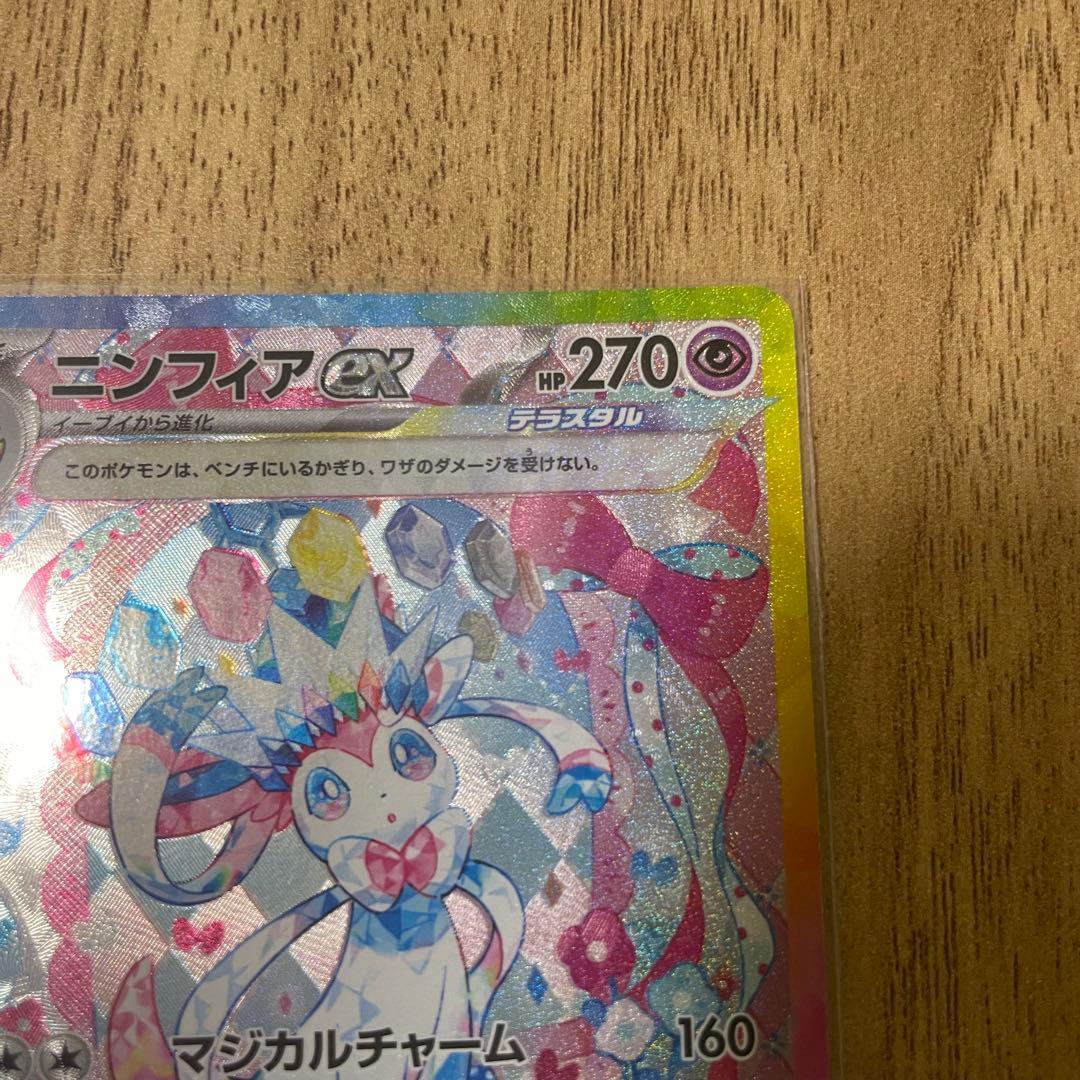 ニンフィアex HP270
イーブイから進化 テラスタル
このポケモンは、ベンチにいるかぎり、ワザのダメージを受けない。
マジカルチャーム 160